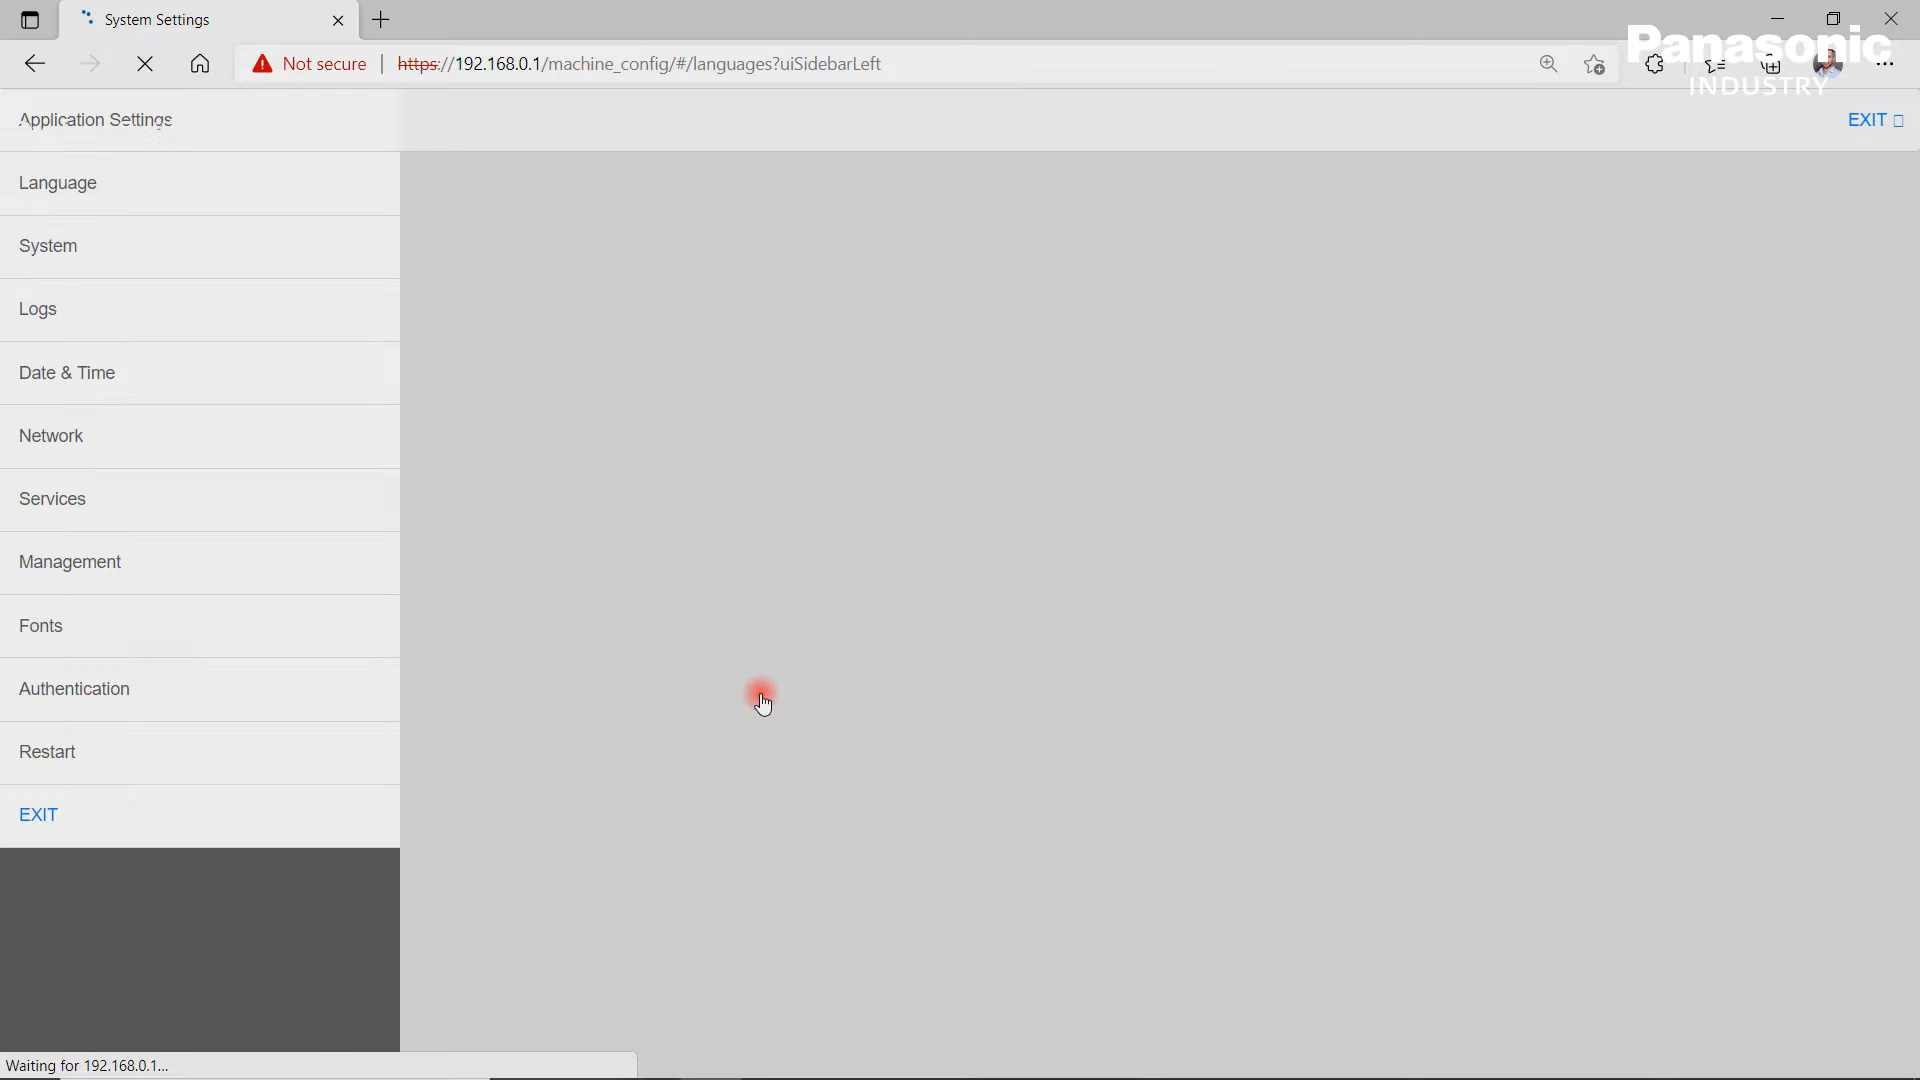 System Settings
Not secure
https://192.168.0.1/machine_config/#/languages?uiSidebarLeft
Panasonic
INDUSTRY
Application Settings
EXIT
Language
System
Logs
Date & Time
Network
Services
Management
Fonts
Authentication
Restart
EXIT
Waiting for 192.168.0.1...